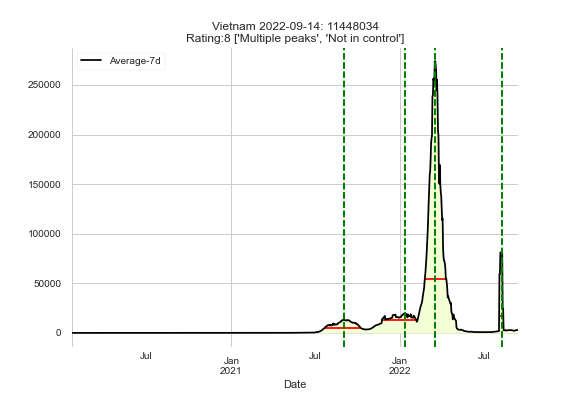 Vietnam 2022-09-14: 11448034
Rating:8 ['Multiple peaks', 'Not in control']
Average-7d
250000
200000
150000
100000
50000
0
Jul
Jan
2021
Jul
Jan
2022
Jul
Date